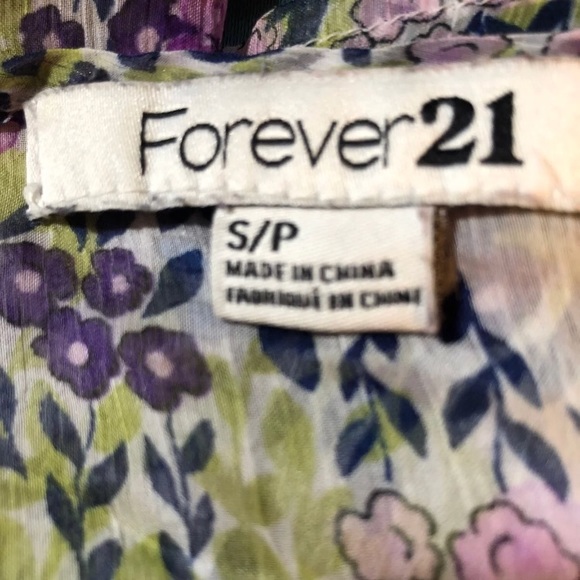 Forever21
S/P
MADE IN CHINA
FABRIQUÉ EN CHINE